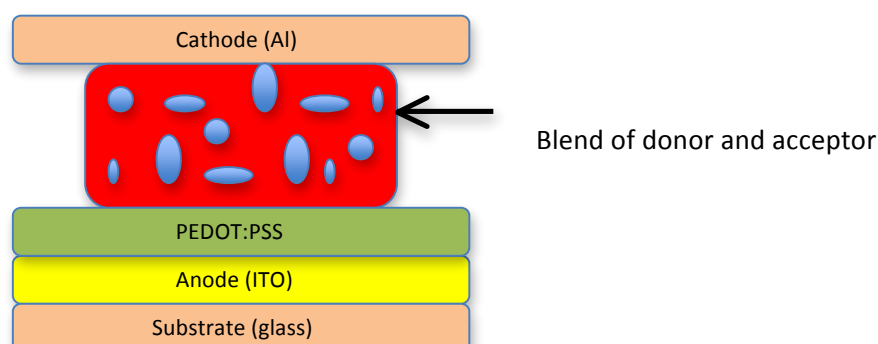 Cathode (Al)
Blend of donor and acceptor
PEDOT:PSS
Anode (ITO)
Substrate (glass)